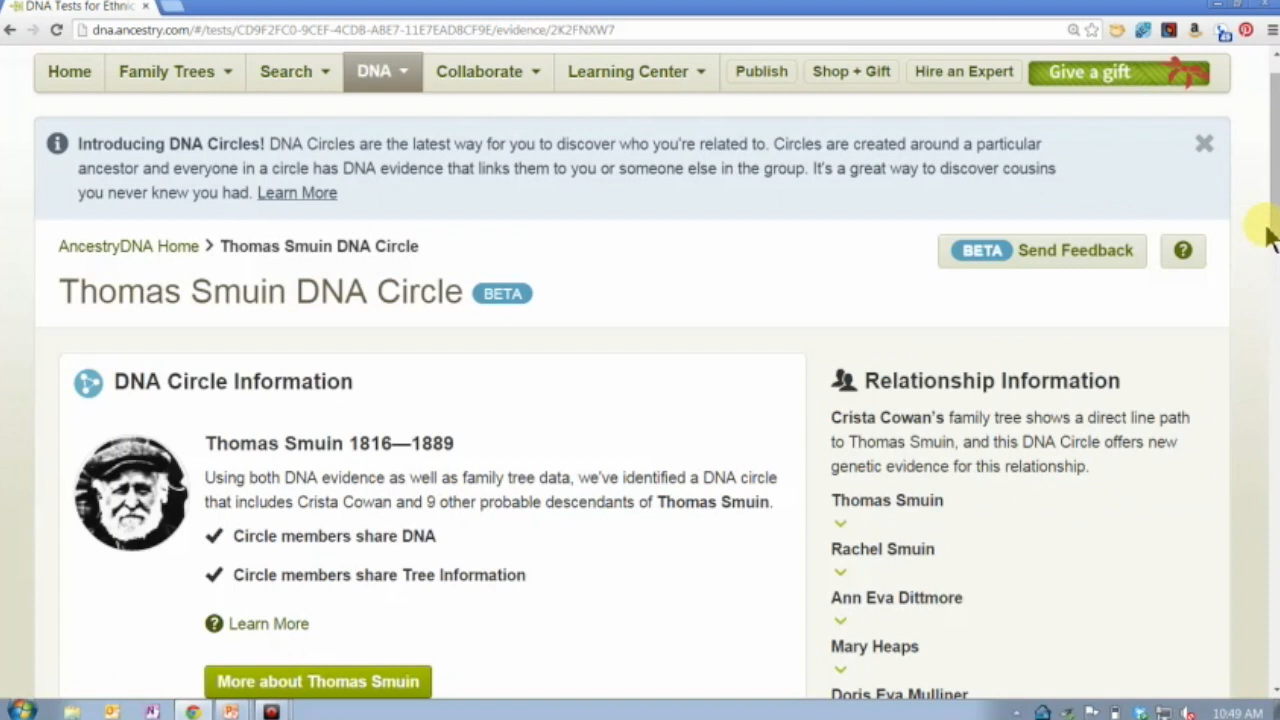 DNA Tests for Ethnic
dna.ancestry.com/#/tests/CD9F2FC0-9CEF-4CDB-ABE7-11E7EAD8CF9E/evidence/2K2FNXW7
Home Family Trees Search DNA Collaborate Learning Center Publish Shop + Gift Hire an Expert Give a gift
Introducing DNA Circles! DNA Circles are the latest way for you to discover who you're related to. Circles are created around a particular
ancestor and everyone in a circle has DNA evidence that links them to you or someone else in the group. It's a great way to discover cousins
you never knew you had. Learn More
AncestryDNA Home > Thomas Smuin DNA Circle
BETA Send Feedback ?
Thomas Smuin DNA Circle BETA
DNA Circle Information
Thomas Smuin 1816—1889
Using both DNA evidence as well as family tree data, we've identified a DNA circle
that includes Crista Cowan and 9 other probable descendants of Thomas Smuin.
Circle members share DNA
Circle members share Tree Information
? Learn More
More about Thomas Smuin
Relationship Information
Crista Cowan's family tree shows a direct line path
to Thomas Smuin, and this DNA Circle offers new
genetic evidence for this relationship.
Thomas Smuin
Rachel Smuin
Ann Eva Dittmore
Mary Heaps
Doris Eva Mulliner
10:49 AM